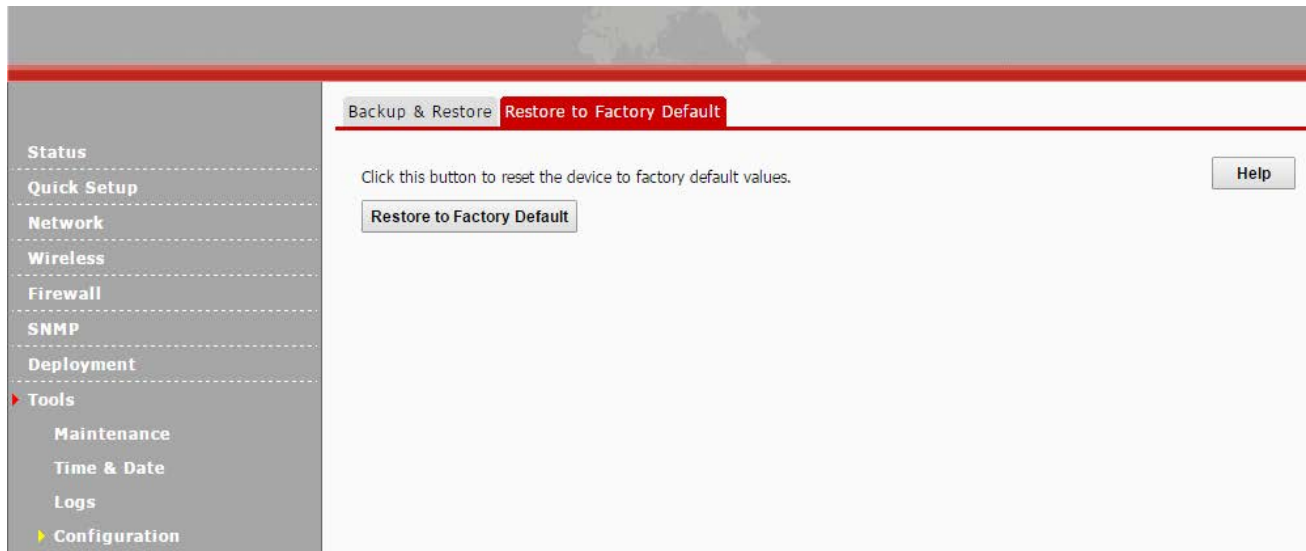 Backup & Restore Restore to Factory Default
Status
Quick Setup
Network
Wireless
Firewall
SNMP
Deployment
Tools
Maintenance
Time & Date
Logs
Configuration
Click this button to reset the device to factory default values.
Help
Restore to Factory Default